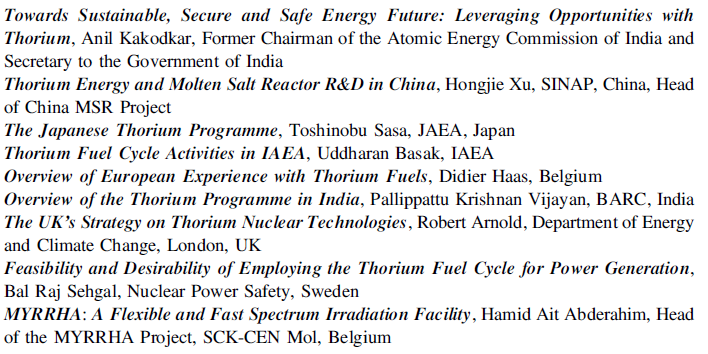 Towards Sustainable, Secure and Safe Energy Future: Leveraging Opportunities with
Thorium, Anil Kakodkar, Former Chairman of the Atomic Energy Commission of India and
Secretary to the Government of India
Thorium Energy and Molten Salt Reactor R&D in China, Hongjie Xu, SINAP, China, Head
of China MSR Project
The Japanese Thorium Programme, Toshinobu Sasa, JAEA, Japan
Thorium Fuel Cycle Activities in IAEA, Uddharan Basak, IAEA
Overview of European Experience with Thorium Fuels, Didier Haas, Belgium
Overview of the Thorium Programme in India, Pallippattu Krishnan Vijayan, BARC, India
The UK's Strategy on Thorium Nuclear Technologies, Robert Arnold, Department of Energy
and Climate Change, London, UK
Feasibility and Desirability of Employing the Thorium Fuel Cycle for Power Generation,
Bal Raj Sehgal, Nuclear Power Safety, Sweden
MYRRHA: A Flexible and Fast Spectrum Irradiation Facility, Hamid Ait Abderahim, Head
of the MYRRHA Project, SCK-CEN Mol, Belgium